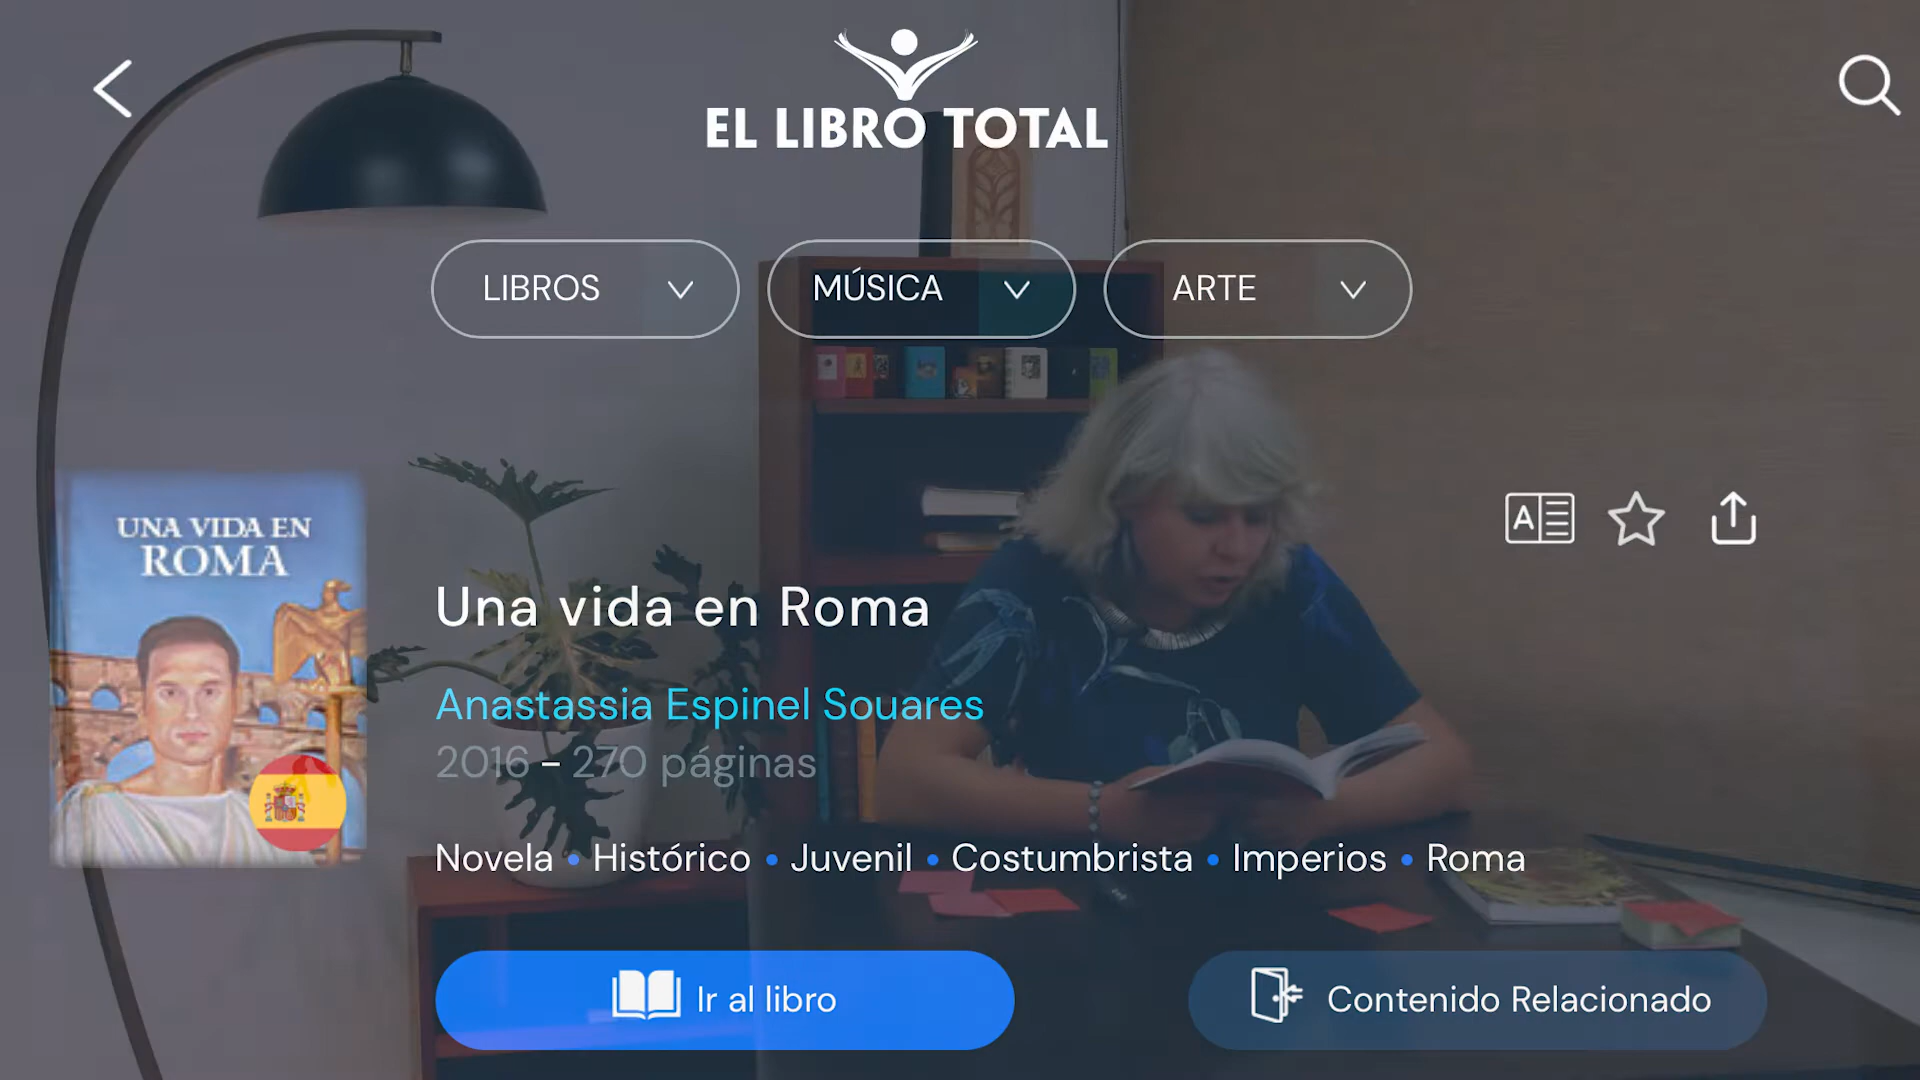 EL LIBRO TOTAL
LIBROS
MÚSICA
ARTE
UNA VIDA EN
ROMA
A
Una vida en Roma
Anastassia Espinel Souares
2016 - 270 páginas
Novela • Histórico • Juvenil • Costumbrista • Imperios • Roma
Ir al libro
Contenido Relacionado